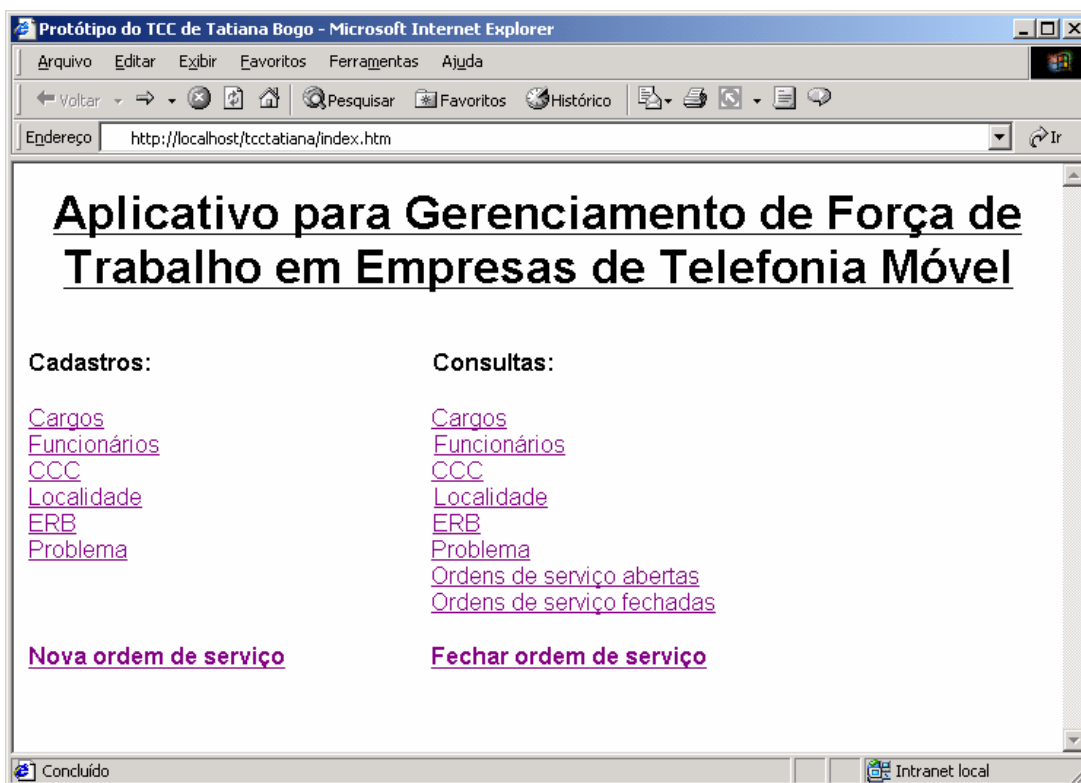 Protótipo do TCC de Tatiana Bogo - Microsoft Internet Explorer
Arquivo Editar Exibir Favoritos Ferramentas Ajuda
Voltar Pesquisar Favoritos Histórico
Endereço http://localhost/tcctatiana/index.htm Ir
Aplicativo para Gerenciamento de Força de
Trabalho em Empresas de Telefonia Móvel
Cadastros:
Cargos
Funcionários
CCC
Localidade
ERB
Problema
Nova ordem de serviço
Consultas:
Cargos
Funcionários
CCC
Localidade
ERB
Problema
Ordens de serviço abertas
Ordens de serviço fechadas
Fechar ordem de serviço
Concluído
Intranet local